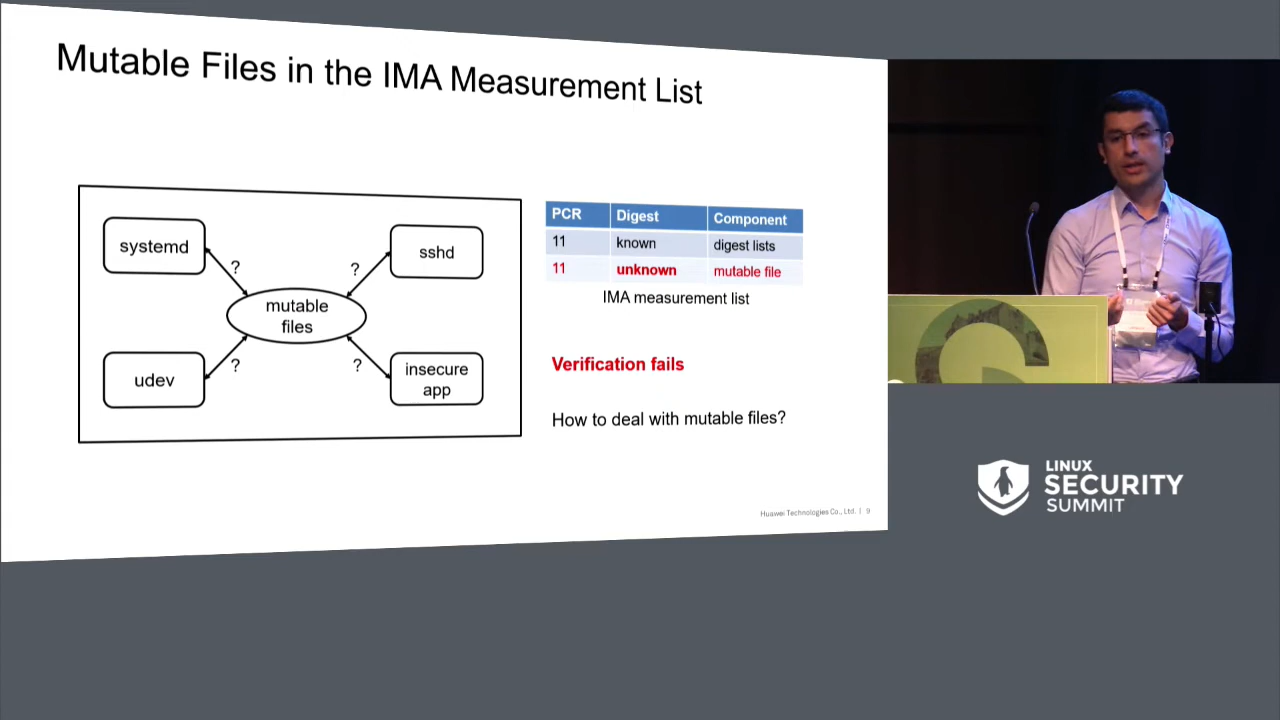 Mutable Files in the IMA Measurement List
systemd
?
?
sshd
mutable
files
udev
?
?
insecure
app
PCR Digest Component
11 known digest lists
11 unknown mutable file
IMA measurement list
Verification fails
How to deal with mutable files?
Huawei Technologies Co., Ltd. | 9
LINUX
SECURITY
SUMMIT